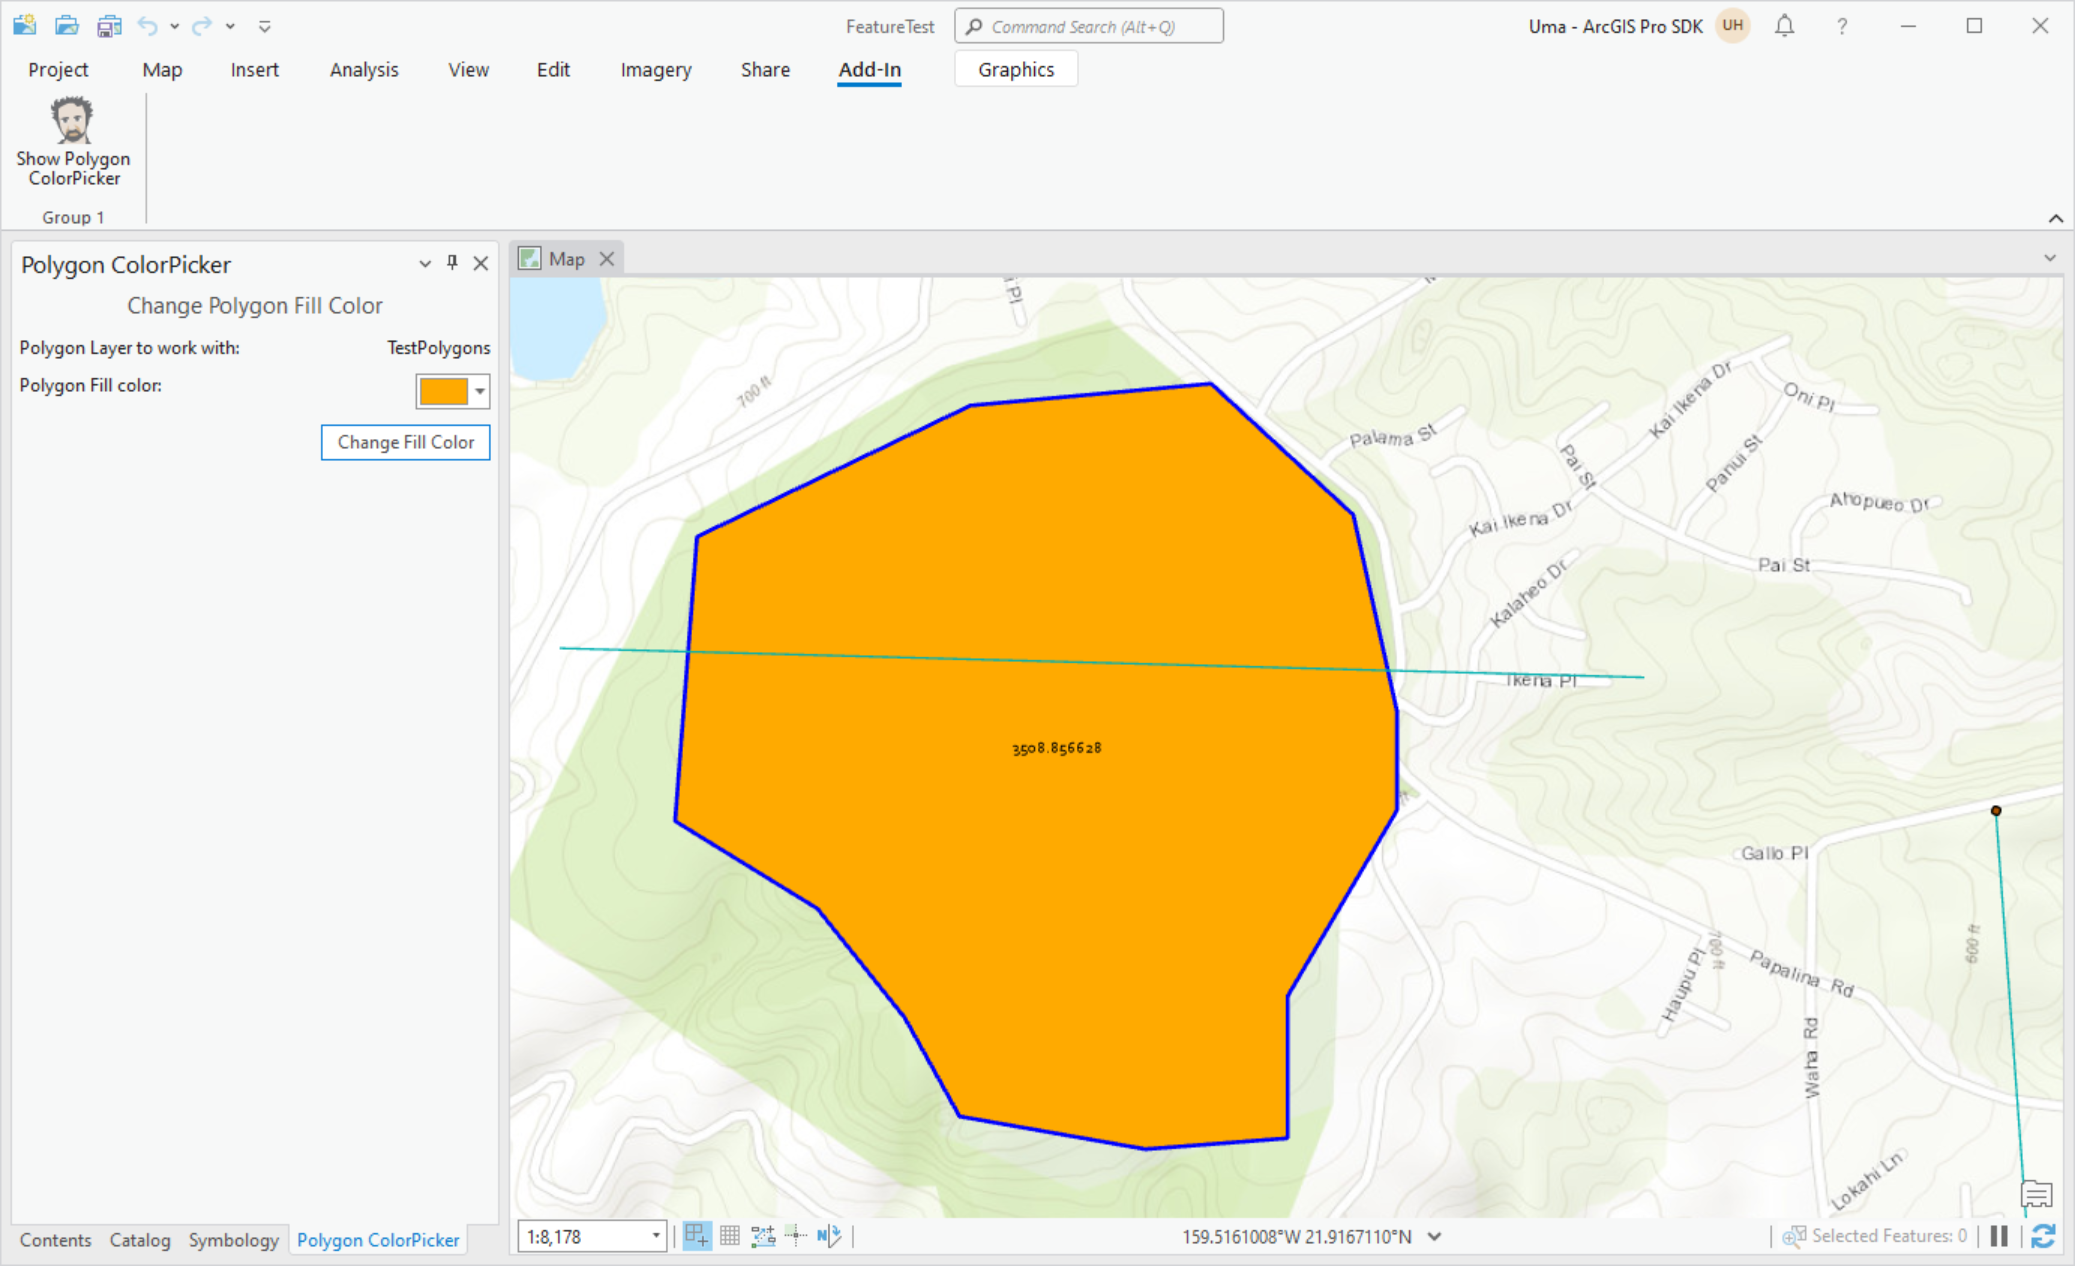 FeatureTest
Command Search (Alt+Q)
Uma - ArcGIS Pro SDK
UH
?
Project Map Insert Analysis View Edit Imagery Share Add-In Graphics
Show Polygon
ColorPicker
Group 1
Polygon ColorPicker
Change Polygon Fill Color
Polygon Layer to work with: TestPolygons
Polygon Fill color:
Change Fill Color
Map
700 ft
Palama St
Kai Ikena Dr
Oni Pl
Pai St
Panui St
Kai Ikena Dr
Ahopueo Dr
Pai St
Kalaheo Dr
Ikena Pl
3508.856628
Gallo Pl
600 ft
700 ft
Haupu Pl
Papalina Rd
Waha Rd
Lokahi Ln
Contents Catalog Symbology Polygon ColorPicker
1:8,178
159.5161008°W 21.9167110°N
Selected Features: 0